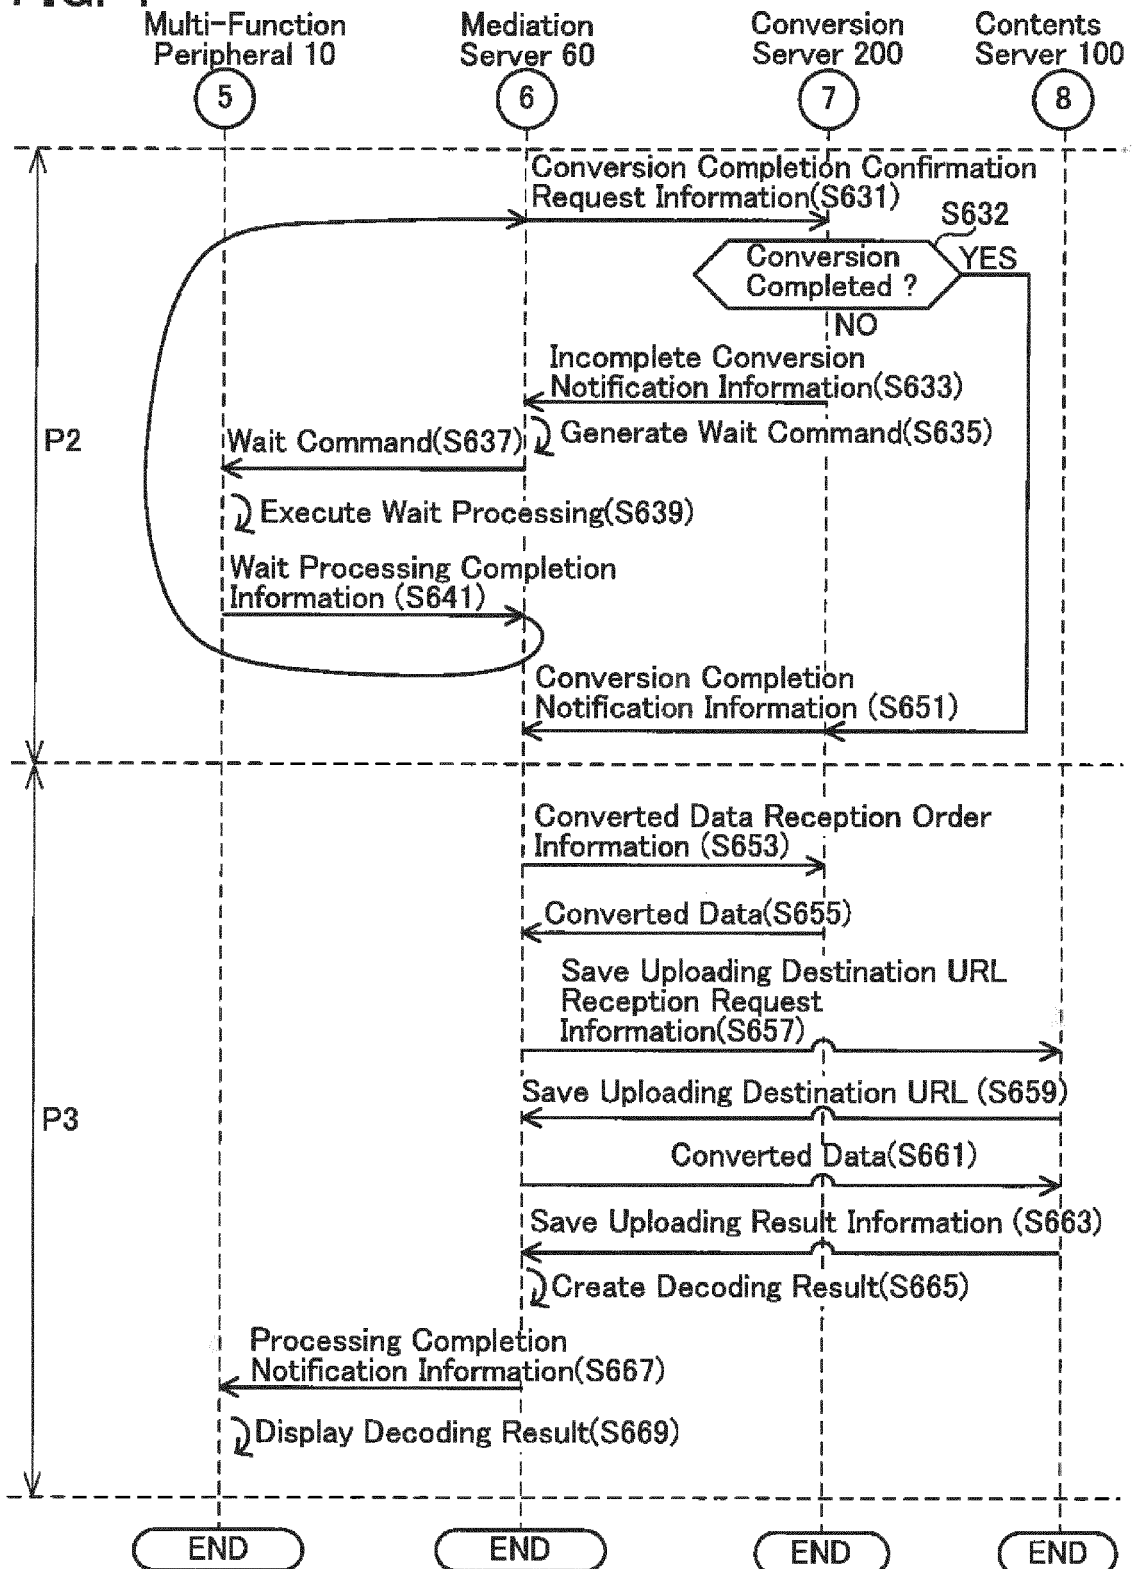 Multi-Function
Peripheral 10
Mediation
Server 60
Conversion
Server 200
Contents
Server 100
5
6
7
8
Conversion Completion Confirmation
Request Information(S631)
S632
Conversion
Completed ?
YES
NO
Incomplete Conversion
Notification Information(S633)
P2
Wait Command(S637)
Generate Wait Command(S635)
Execute Wait Processing(S639)
Wait Processing Completion
Information (S641)
Conversion Completion
Notification Information (S651)
Converted Data Reception Order
Information (S653)
Converted Data(S655)
Save Uploading Destination URL
Reception Request
Information(S657)
P3
Save Uploading Destination URL (S659)
Converted Data(S661)
Save Uploading Result Information (S663)
Create Decoding Result(S665)
Processing Completion
Notification Information(S667)
Display Decoding Result(S669)
END
END
END
END